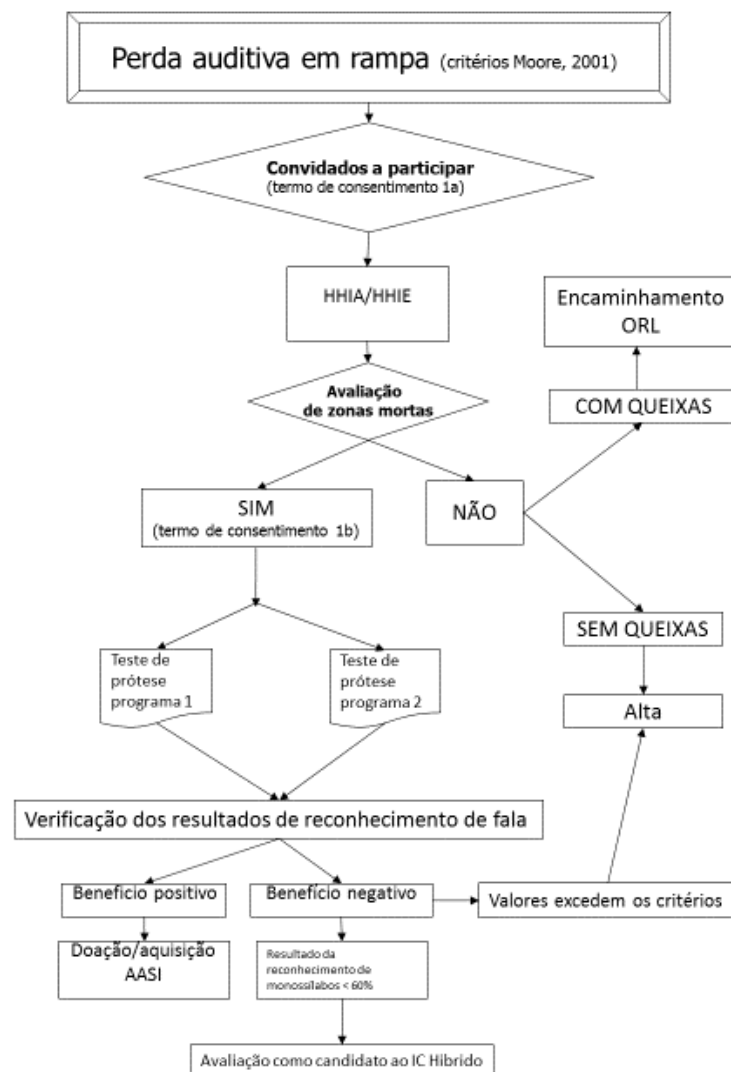 Perda auditiva em rampa (critérios Moore, 2001)
Convidados a participar
(termo de consentimento 1a)
HHIA/HHIE
Encaminhamento
ORL
Avaliação
de zonas mortas
COM QUEIXAS
SIM
(termo de consentimento 1b)
NÃO
SEM QUEIXAS
Teste de
prótese
programa 1
Teste de
prótese
programa 2
Alta
Verificação dos resultados de reconhecimento de fala
Beneficio positivo
Benefício negativo
Valores excedem os critérios
Doação/aquisição
AASI
Resultado da
reconhecimento de
monossílabos < 60%
Avaliação como candidato ao IC Hibrido